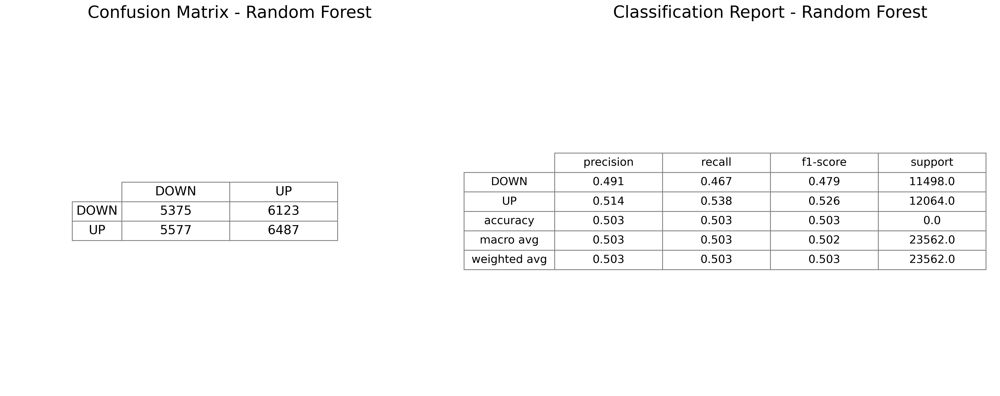 Confusion Matrix - Random Forest
DOWN UP
DOWN 5375 6123
UP 5577 6487
Classification Report - Random Forest
precision recall f1-score support
DOWN 0.491 0.467 0.479 11498.0
UP 0.514 0.538 0.526 12064.0
accuracy 0.503 0.503 0.503 0.0
macro avg 0.503 0.503 0.502 23562.0
weighted avg 0.503 0.503 0.503 23562.0